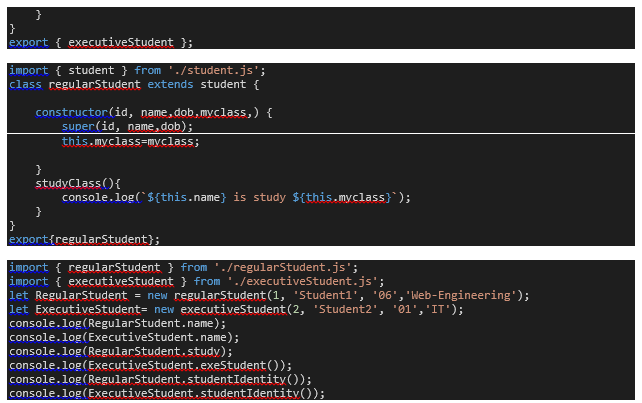 }
}
export { executiveStudent };
import { student } from './student.js';
class regularStudent extends student {
constructor(id, name,dob,myclass,) {
super(id, name,dob);
this.myclass=myclass;
}
studyClass(){
console.log(`${this.name} is study ${this.myclass}`);
}
}
export{regularStudent};
import { regularStudent } from './regularStudent.js';
import { executiveStudent } from './executiveStudent.js';
let RegularStudent = new regularStudent(1, 'Student1', '06','Web-Engineering');
let ExecutiveStudent= new executiveStudent(2, 'Student2', '01','IT');
console.log(RegularStudent.name);
console.log(ExecutiveStudent.name);
console.log(RegularStudent.study);
console.log(ExecutiveStudent.exeStudent());
console.log(RegularStudent.studentIdentity());
console.log(ExecutiveStudent.studentIdentity());